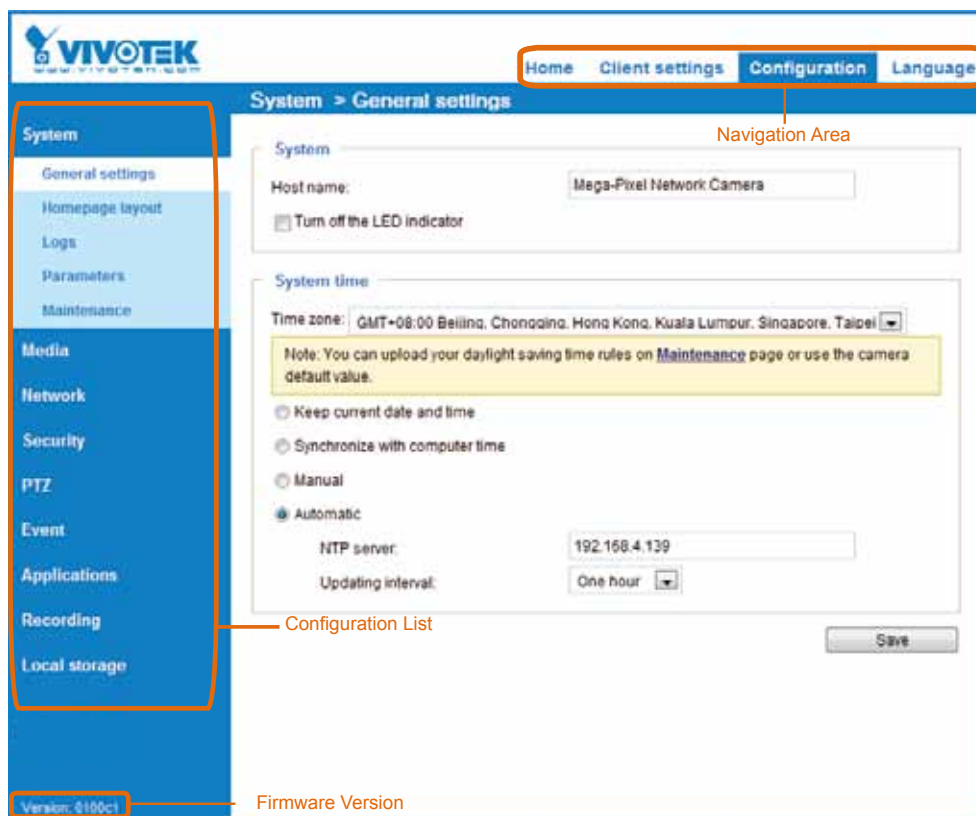 VIVOTEK
www.vivotek.com
Home Client settings Configuration Language
System > General settings
Navigation Area
System
General settings
Homepage layout
Logs
Parameters
Maintenance
Media
Network
Security
PTZ
Event
Applications
Recording
Local storage
Version: 0100c1
System
Host name: Mega-Pixel Network Camera
Turn off the LED indicator
System time
Time zone: GMT+08:00 Beijing, Chongqing, Hong Kong, Kuala Lumpur, Singapore, Taipei
Note: You can upload your daylight saving time rules on Maintenance page or use the camera
default value.
Keep current date and time
Synchronize with computer time
Manual
Automatic
NTP server: 192.168.4.139
Updating interval: One hour
Configuration List
Save
Firmware Version